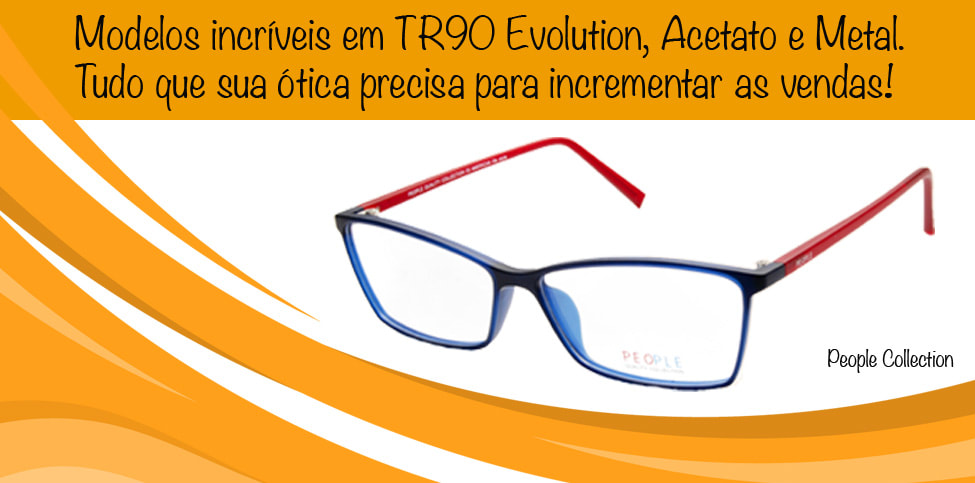 Modelos incríveis em TR90 Evolution, Acetato e Metal.
Tudo que sua ótica precisa para incrementar as vendas!
PEOPLE
PEOPLE
People Collection